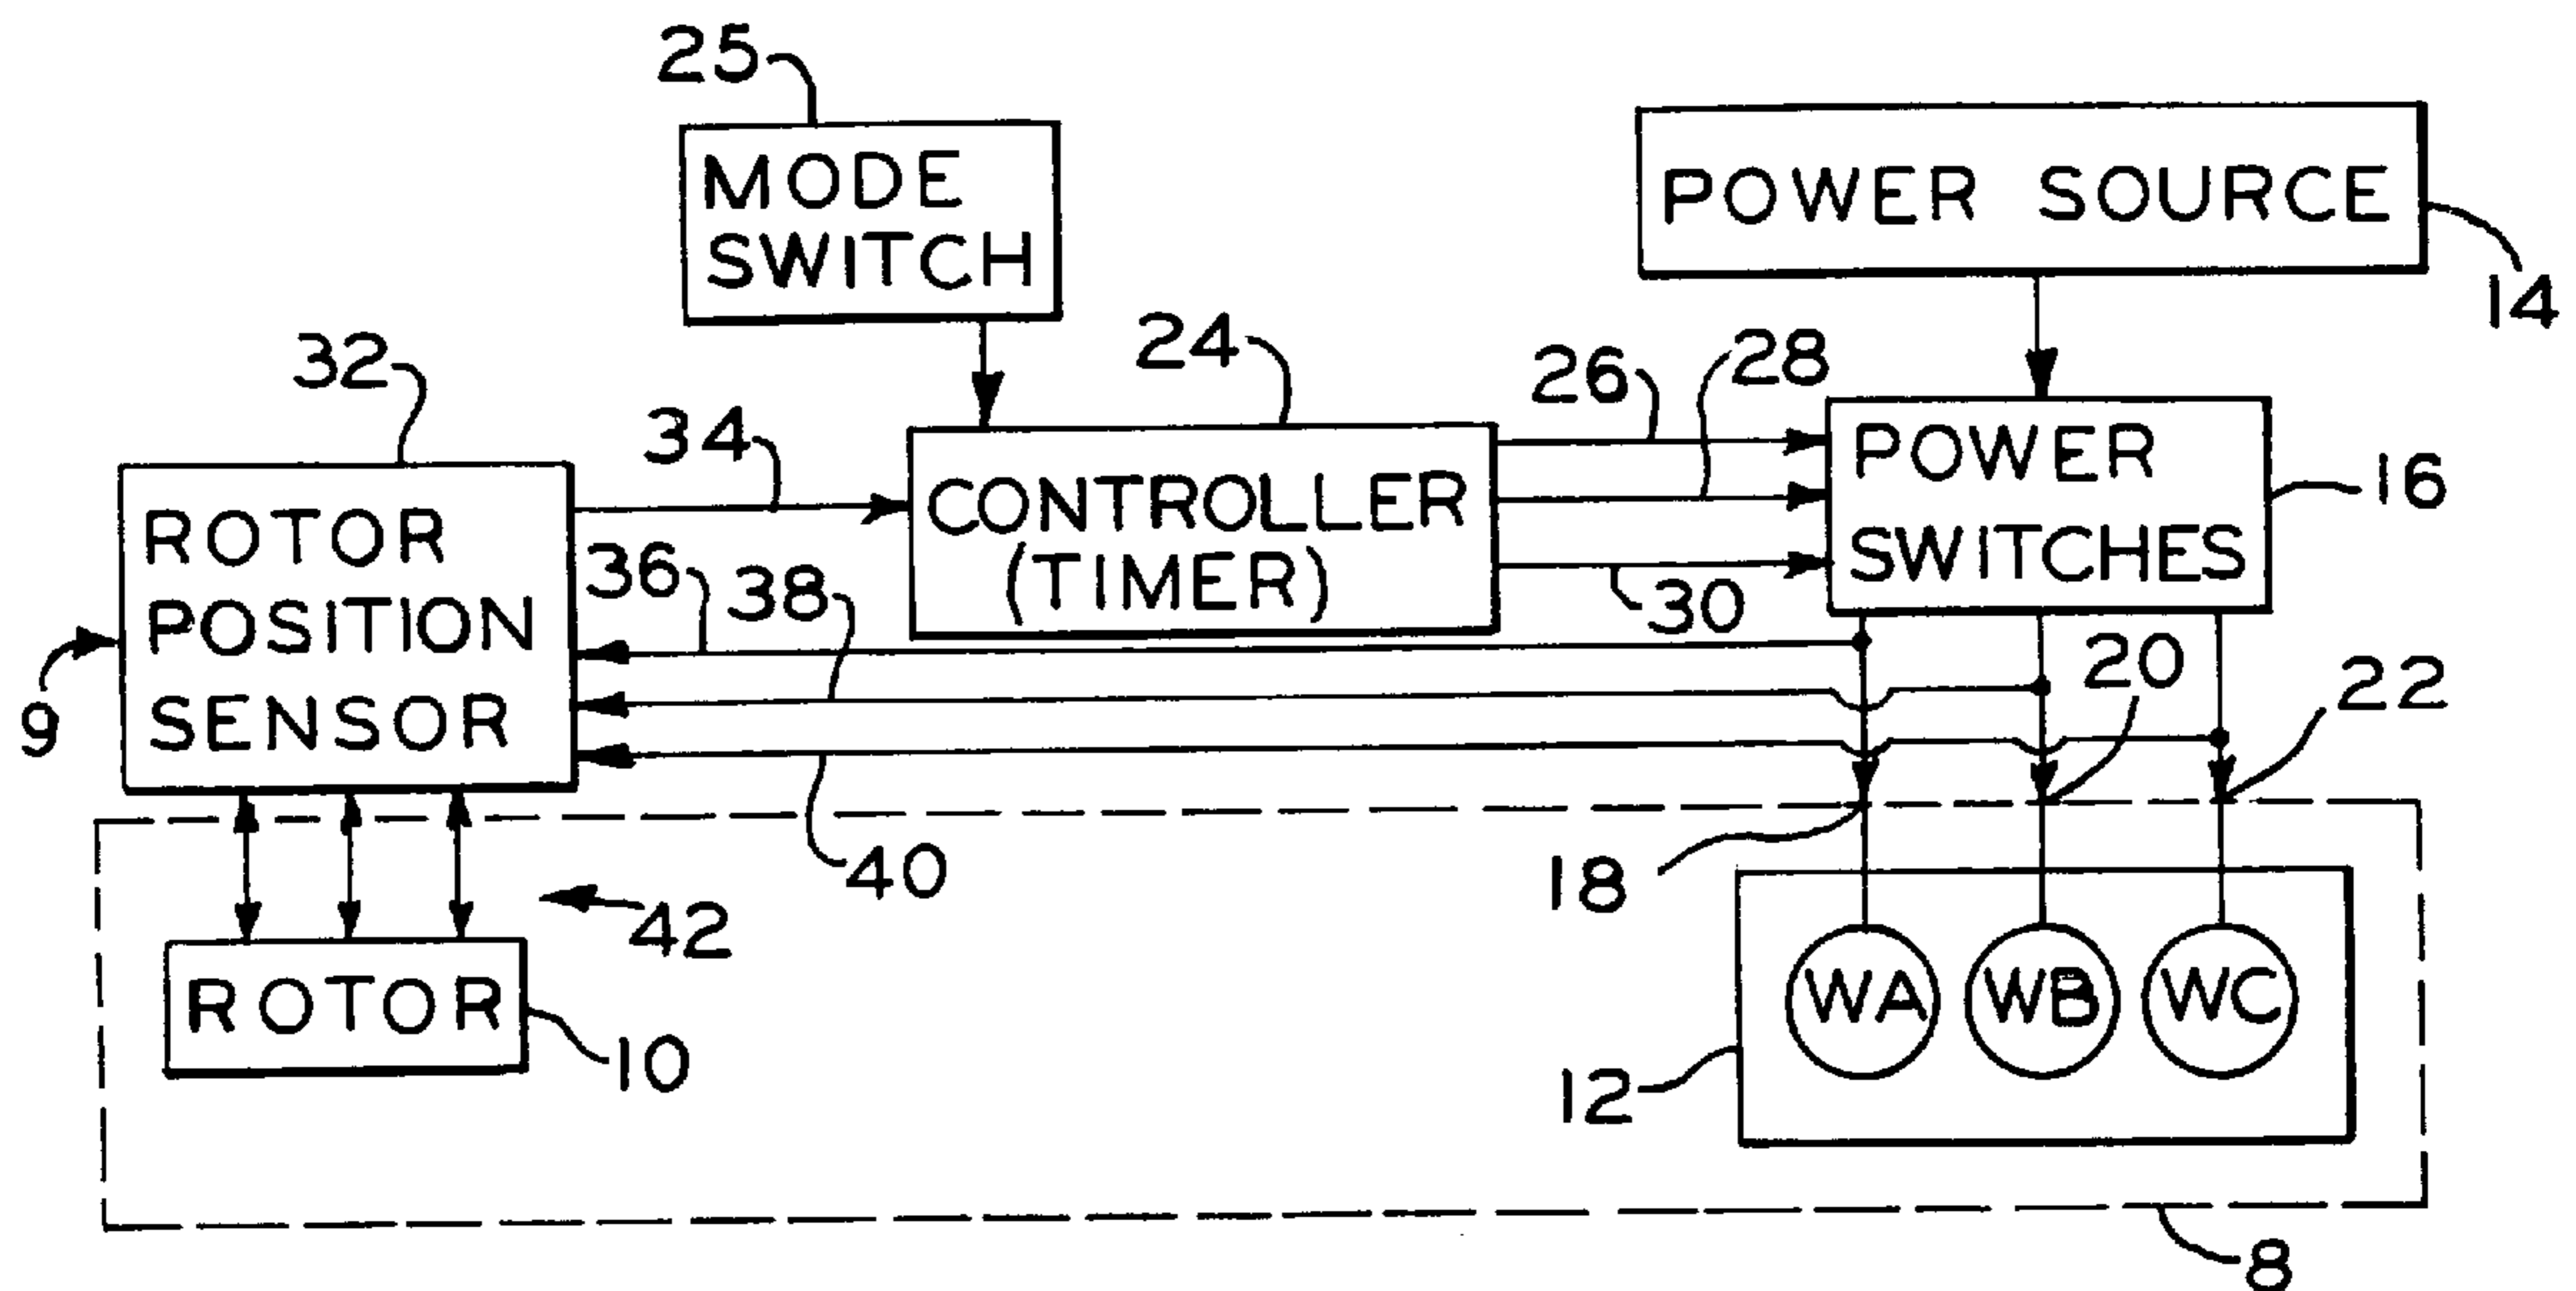 25
MODE
SWITCH
POWER SOURCE
14
32
34
24
26
28
CONTROLLER
(TIMER)
POWER
SWITCHES
16
ROTOR
POSITION
SENSOR
36
38
30
9
20
22
40
18
42
ROTOR
10
WA
WB
WC
12
8